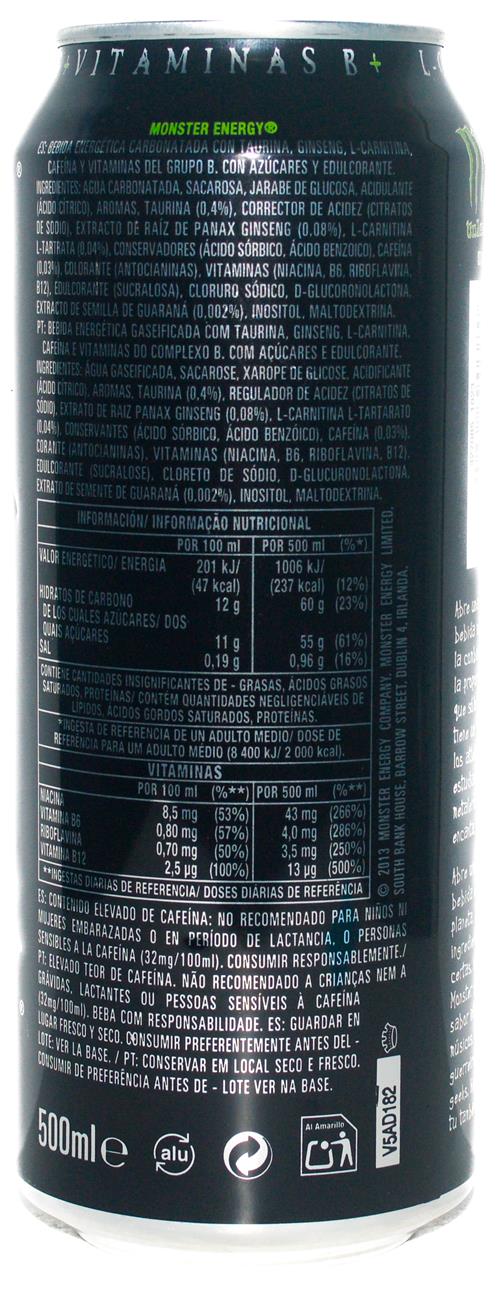 +VITAMINAS B+ L-
MONSTER ENERGY®
ES: BEBIDA ENERGÉTICA CARBONATADA CON TAURINA, GINSENG, L-CARNITINA,
CAFEÍNA Y VITAMINAS DEL GRUPO B. CON AZÚCARES Y EDULCORANTE.
INGREDIENTES: AGUA CARBONATADA, SACAROSA, JARABE DE GLUCOSA, ACIDULANTE
(ÁCIDO CÍTRICO), AROMAS, TAURINA (0,4%), CORRECTOR DE ACIDEZ (CITRATOS
DE SODIO), EXTRACTO DE RAÍZ DE PANAX GINSENG (0,08%), L-CARNITINA
L-TARTRATA (0,04%), CONSERVADORES (ÁCIDO SÓRBICO, ÁCIDO BENZOICO), CAFEÍNA
(0,03%), COLORANTE (ANTOCIANINAS), VITAMINAS (NIACINA, B6, RIBOFLAVINA,
B12), EDULCORANTE (SUCRALOSA), CLORURO SÓDICO, D-GLUCORONOLACTONA,
EXTRACTO DE SEMILLA DE GUARANÁ (0,002%), INOSITOL, MALTODEXTRINA.
PT: BEBIDA ENERGÉTICA GASEIFICADA COM TAURINA, GINSENG, L-CARNITINA,
CAFEÍNA E VITAMINAS DO COMPLEXO B. COM AÇÚCARES E EDULCORANTE.
INGREDIENTES: ÁGUA GASEIFICADA, SACAROSE, XAROPE DE GLICOSE, ACIDIFICANTE
(ÁCIDO CÍTRICO), AROMAS, TAURINA (0,4%), REGULADOR DE ACIDEZ (CITRATOS DE
SÓDIO), EXTRATO DE RAIZ PANAX GINSENG (0,08%), L-CARNITINA L-TARTARATO
(0,04%), CONSERVANTES (ÁCIDO SÓRBICO, ÁCIDO BENZÓICO), CAFEÍNA (0,03%),
CORANTE (ANTOCIANINAS), VITAMINAS (NIACINA, B6, RIBOFLAVINA, B12),
EDULCORANTE (SUCRALOSE), CLORETO DE SÓDIO, D-GLUCURONOLACTONA,
EXTRATO DE SEMENTE DE GUARANÁ (0,002%), INOSITOL, MALTODEXTRINA.
INFORMACIÓN/ INFORMAÇÃO NUTRICIONAL
POR 100 ml POR 500 ml (%*)
VALOR ENERGÉTICO/ ENERGIA 201 kJ/ 1006 kJ/
(47 kcal) (237 kcal) (12%)
HIDRATOS DE CARBONO 12 g 60 g (23%)
DE LOS CUALES AZÚCARES/ DOS
QUAIS AÇÚCARES 11 g 55 g (61%)
SAL 0,19 g 0,96 g (16%)
CONTIENE CANTIDADES INSIGNIFICANTES DE - GRASAS, ÁCIDOS GRASOS
SATURADOS, PROTEÍNAS/ CONTÉM QUANTIDADES NEGLIGENCIÁVEIS DE
LÍPIDOS, ÁCIDOS GORDOS SATURADOS, PROTEÍNAS.
*INGESTA DE REFERENCIA DE UN ADULTO MEDIO/ DOSE DE
REFERÊNCIA PARA UM ADULTO MÉDIO (8 400 kJ/ 2 000 kcal).
VITAMINAS
POR 100 ml (%**) POR 500 ml (%**)
NIACINA 8,5 mg (53%) 43 mg (266%)
VITAMINA B6 0,80 mg (57%) 4,0 mg (286%)
RIBOFLAVINA 0,70 mg (50%) 3,5 mg (250%)
VITAMINA B12 2,5 µg (100%) 13 µg (500%)
**INGESTAS DIARIAS DE REFERENCIA/ DOSES DIÁRIAS DE REFERÊNCIA
© 2013 MONSTER ENERGY COMPANY. MONSTER ENERGY LIMITED,
SOUTH BANK HOUSE, BARROW STREET, DUBLIN 4, IRLANDA.
ES: CONTENIDO ELEVADO DE CAFEÍNA: NO RECOMENDADO PARA NIÑOS NI
MUJERES EMBARAZADAS O EN PERÍODO DE LACTANCIA, O PERSONAS
SENSIBLES A LA CAFEÍNA (32mg/100ml). CONSUMIR RESPONSABLEMENTE./
PT: ELEVADO TEOR DE CAFEÍNA. NÃO RECOMENDADO A CRIANÇAS NEM A
GRÁVIDAS, LACTANTES OU PESSOAS SENSÍVEIS À CAFEÍNA
(32mg/100ml). BEBA COM RESPONSABILIDADE. ES: GUARDAR EN
LUGAR FRESCO Y SECO. CONSUMIR PREFERENTEMENTE ANTES DEL -
LOTE: VER LA BASE. / PT: CONSERVAR EM LOCAL SECO E FRESCO.
CONSUMIR DE PREFERÊNCIA ANTES DE - LOTE VER NA BASE.
500ml e
alu
Al Amarillo
V5AD182
Abre
bebida
la
que
tiene
los
Abre
bebida
planeta
certas.
Monster
sabor
músicos
geeks,